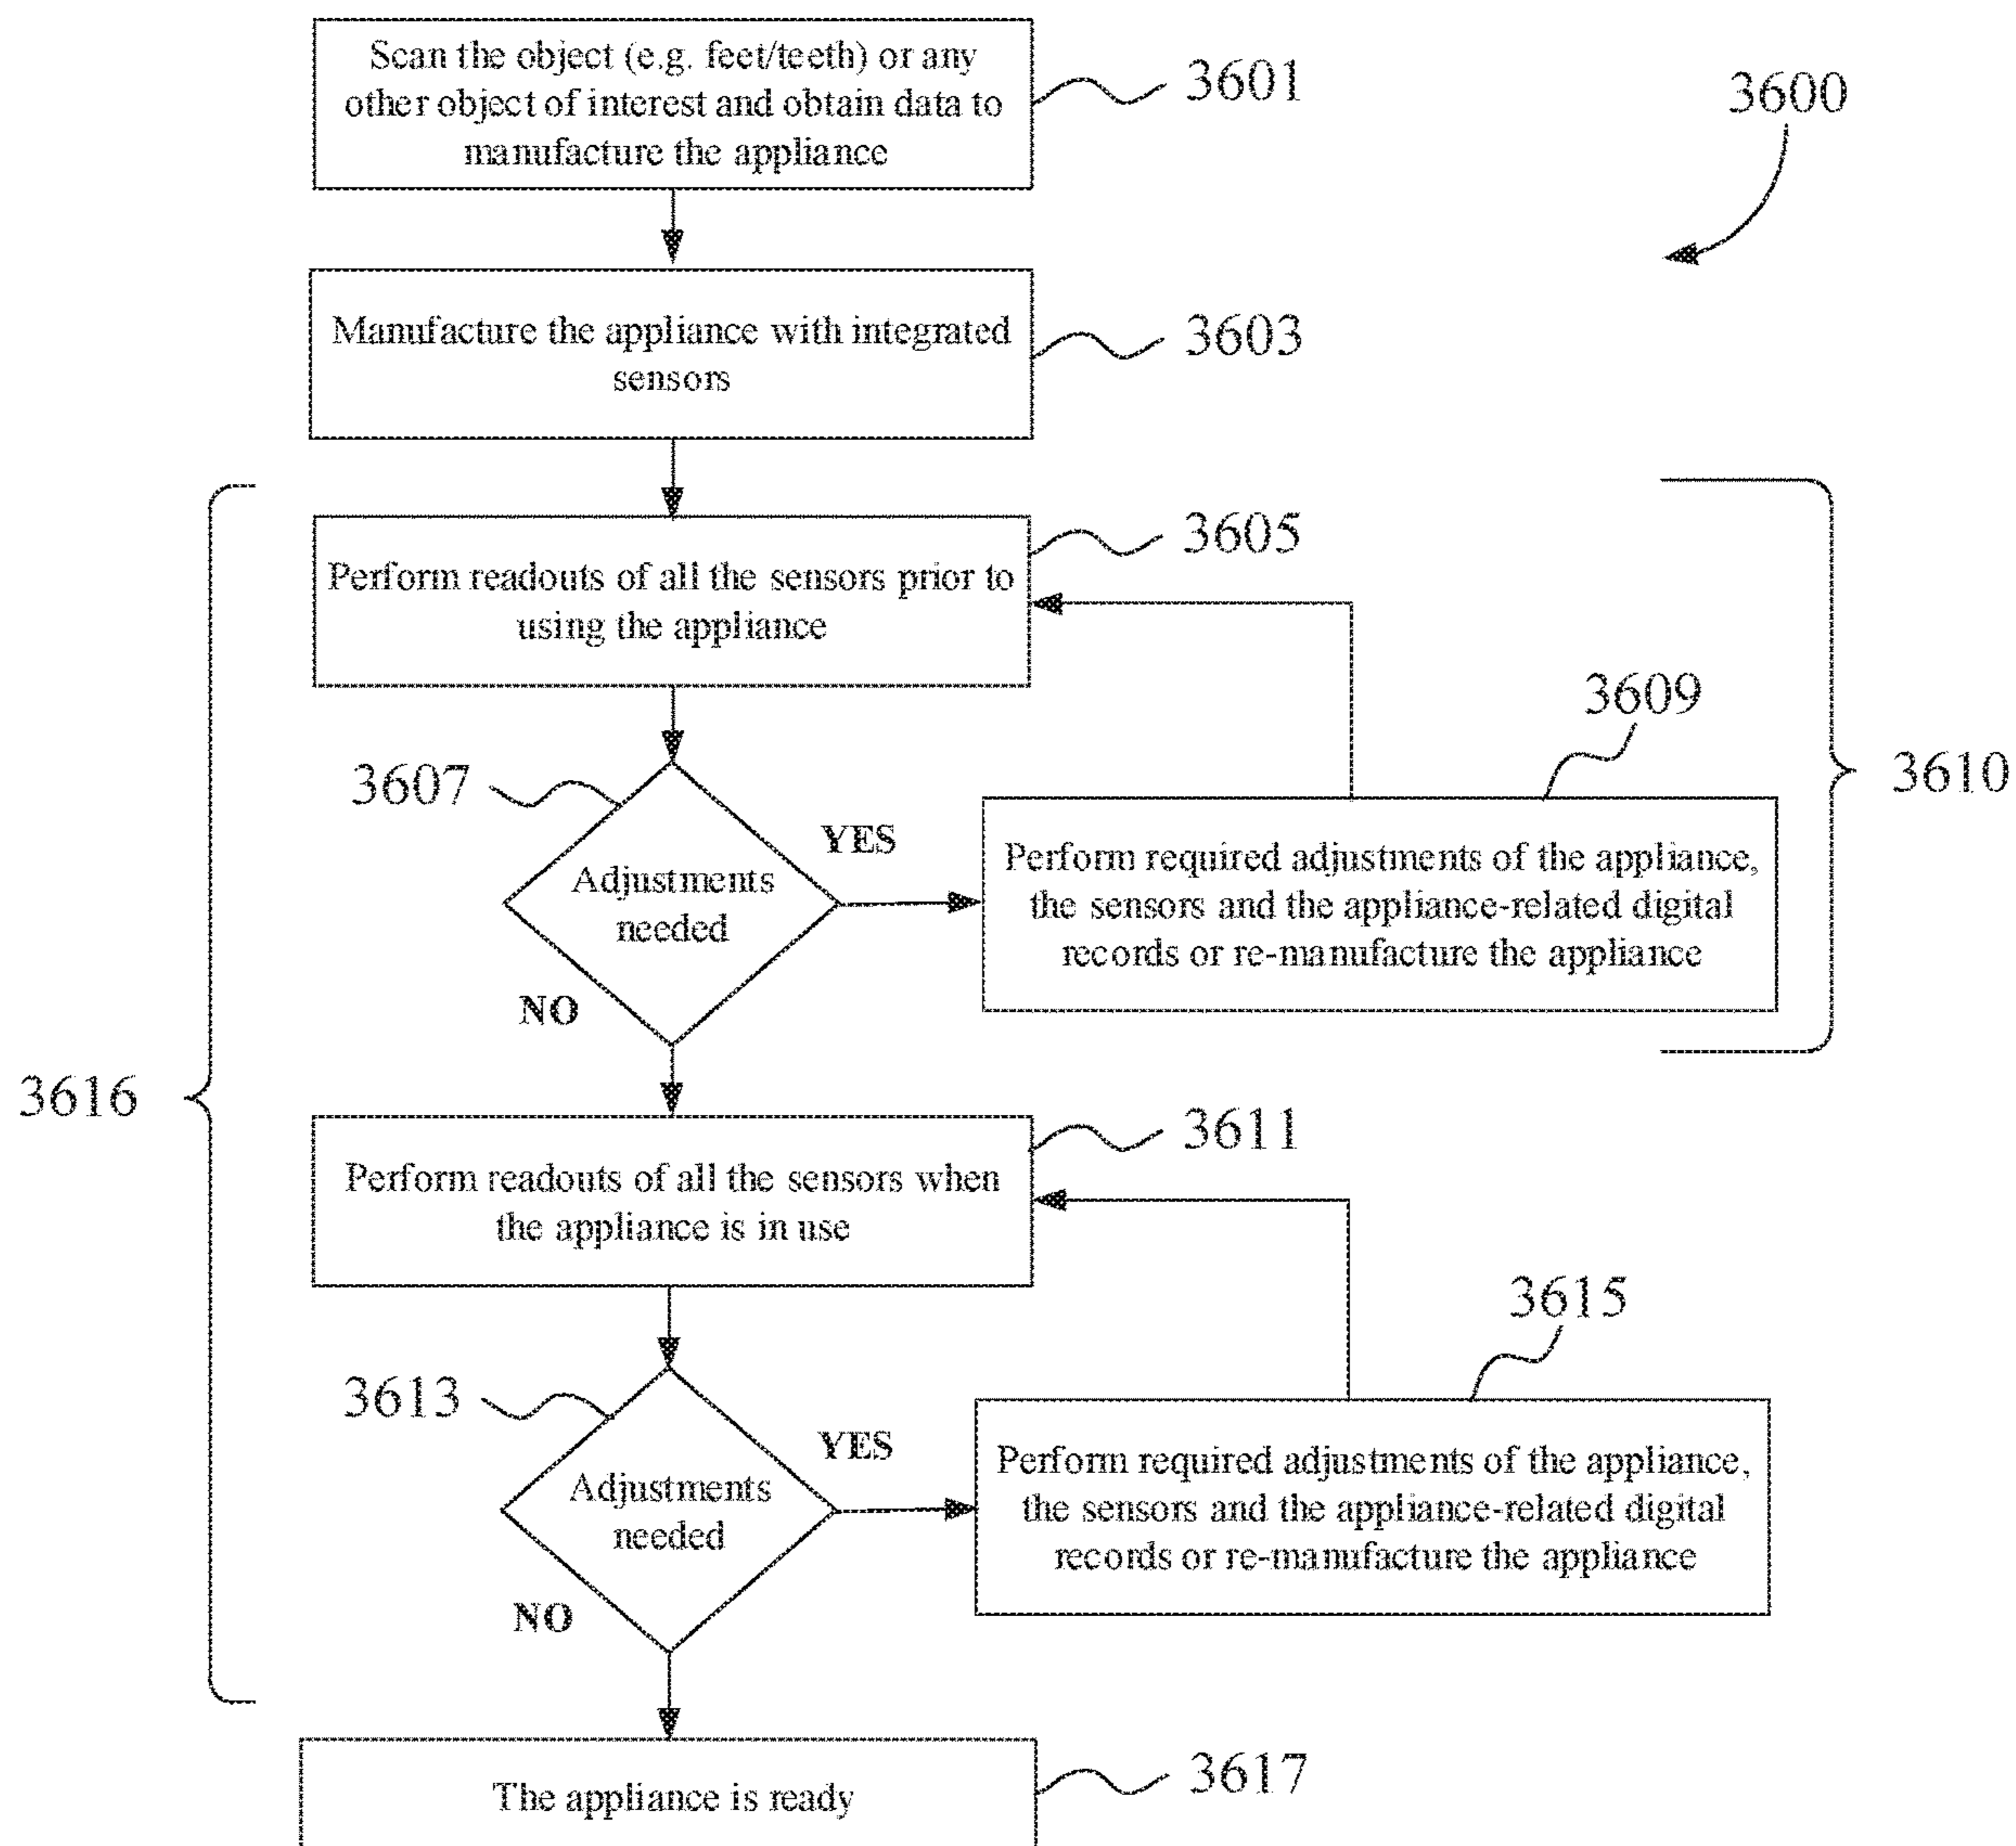 Scan the object (e.g. feet/teeth) or any
other object of interest and obtain data to
manufacture the appliance
3601
3600
Manufacture the appliance with integrated
sensors
3603
Perform readouts of all the sensors prior to
using the appliance
3605
3607
Adjustments
needed
YES
NO
3609
Perform required adjustments of the appliance,
the sensors and the appliance-related digital
records or re-manufacture the appliance
3610
3616
Perform readouts of all the sensors when
the appliance is in use
3611
3613
Adjustments
needed
YES
NO
3615
Perform required adjustments of the appliance,
the sensors and the appliance-related digital
records or re-manufacture the appliance
The appliance is ready
3617